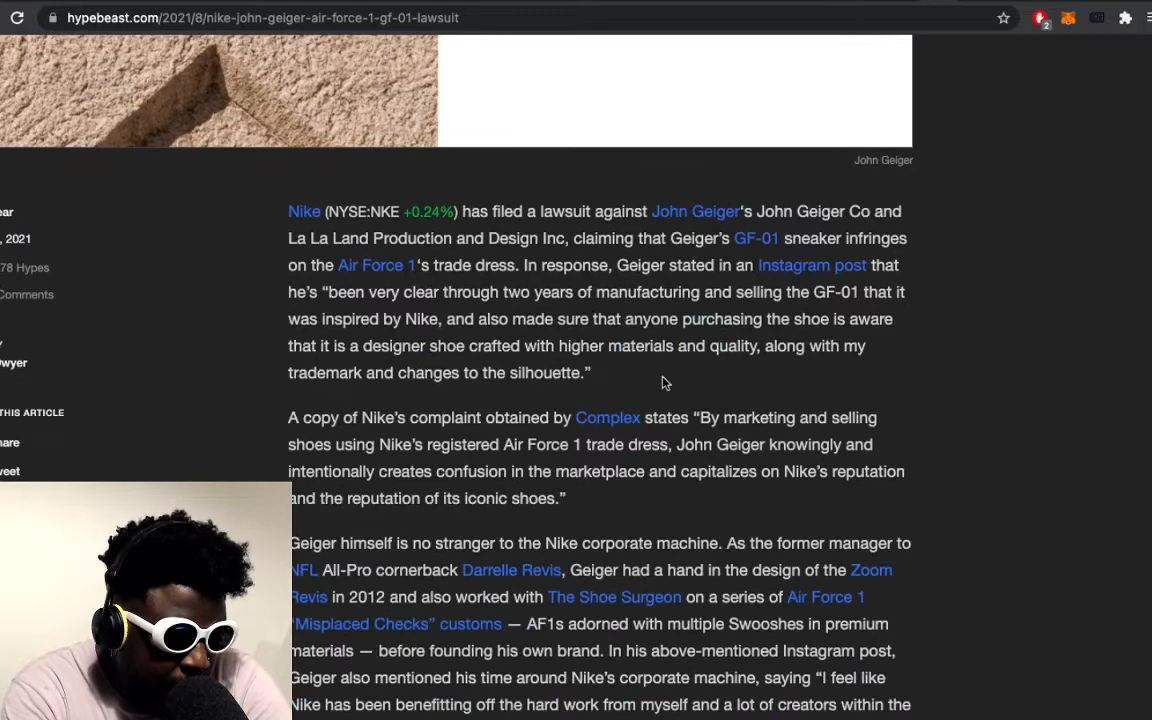 hypebeast.com/2021/8/nike-john-geiger-air-force-1-gf-01-lawsuit
2
John Geiger
Nike (NYSE:NKE +0.24%) has filed a lawsuit against John Geiger‘s John Geiger Co and
La La Land Production and Design Inc, claiming that Geiger’s GF-01 sneaker infringes
on the Air Force 1‘s trade dress. In response, Geiger stated in an Instagram post that
he’s “been very clear through two years of manufacturing and selling the GF-01 that it
was inspired by Nike, and also made sure that anyone purchasing the shoe is aware
that it is a designer shoe crafted with higher materials and quality, along with my
trademark and changes to the silhouette.”
A copy of Nike’s complaint obtained by Complex states “By marketing and selling
shoes using Nike’s registered Air Force 1 trade dress, John Geiger knowingly and
intentionally creates confusion in the marketplace and capitalizes on Nike’s reputation
and the reputation of its iconic shoes.”
Geiger himself is no stranger to the Nike corporate machine. As the former manager to
NFL All-Pro cornerback Darrelle Revis, Geiger had a hand in the design of the Zoom
Revis in 2012 and also worked with The Shoe Surgeon on a series of Air Force 1
“Misplaced Checks” customs — AF1s adorned with multiple Swooshes in premium
materials — before founding his own brand. In his above-mentioned Instagram post,
Geiger also mentioned his time around Nike’s corporate machine, saying “I feel like
Nike has been benefitting off the hard work from myself and a lot of creators within the
ear
, 2021
78 Hypes
Comments
Y
Dwyer
THIS ARTICLE
hare
weet